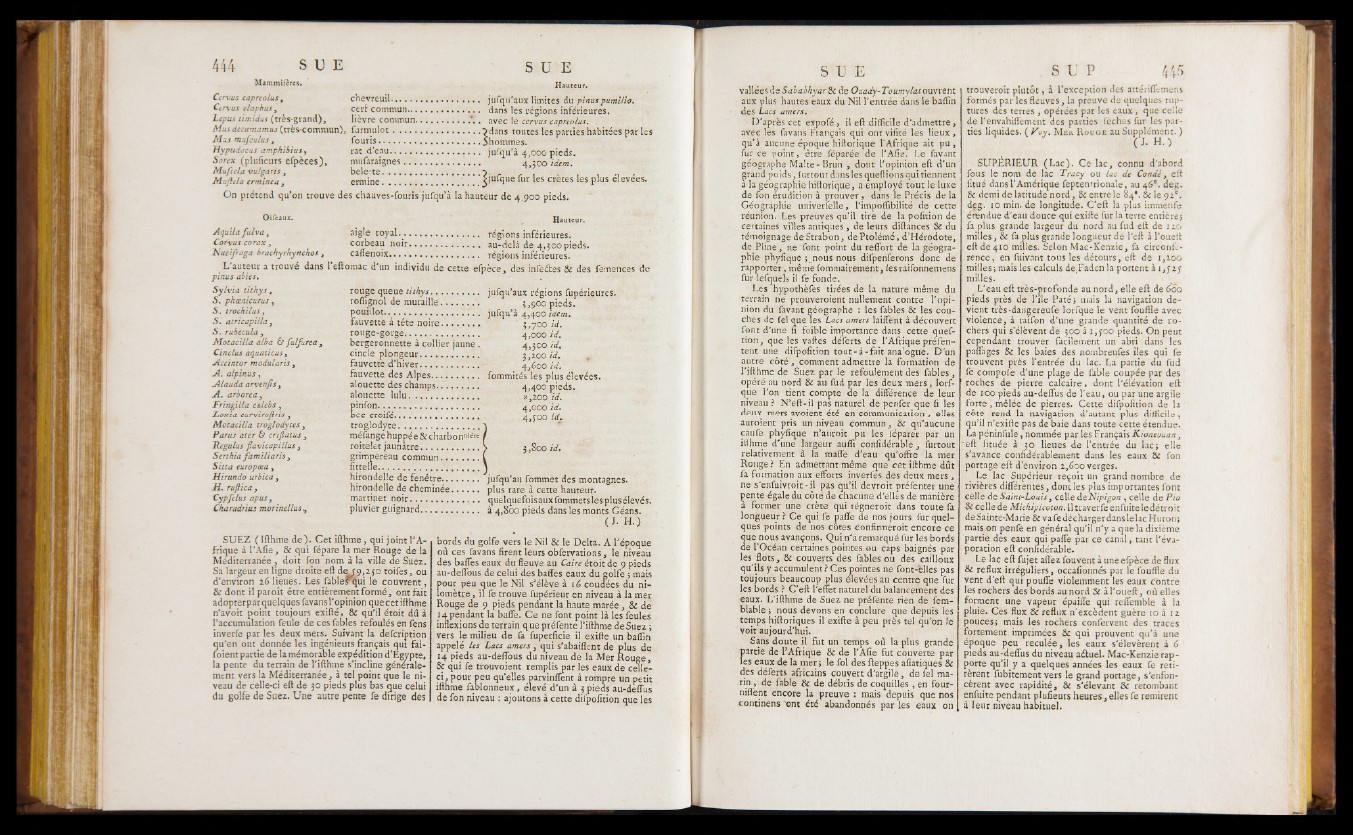 444 S U E S U E
Mammifères. Hauteur.
Cervus capreolus, chevreuil................. jusqu'aux limites du pinus pumilio.
Cervus elaphus, cerf commun.............. dans les régions inférieures.
Lepus timidus (très-grand), lièvre commun............. avec le cervus capreolus.
Mus decumanus (très-commun), surmulot .................. dans toutes les parties habitées par les
Mus musculus, souris.................... hommes.
Hypudoeus amphibius, rat d'eau................. jusqu'à 4,000 pieds.
Sorex (plusieurs espèces), musaraignes ............... 4,300 idem.
Mustela vulgaris, belette...................
Mustela erminea, ermine.................... jusque sur les crêtes les plus élevées.
On prétend qu'on trouve des chauves-souris jusqu'à la hauteur de 4,900 pieds.
Oiseaux. Hauteur.
Aquila fulva, aigle royal................ régions inférieures.
Corvus corax, corbeau noir.............. au-delà de 4,500 pieds.
Nucifraga brachyrhynchos, cassenoix.................. régions inférieures.
L'auteur a trouvé dans l'estomac d'un individu de cette espèce, des insectes & des semences de
pinus abies.
Sylvia tithys, rouge queue tithys.......... jusqu'aux régions supérieures.
S. phœnicurus, rossignol de muraille........ 3,900 pieds.
S. trochilus, pouillot.................. jusqu'à 4,400 idem.
S. atricapilla, fauvette à tête noire......... 3,700 id.
S. rubecula, rouge-gorge............... 4,000 id.
Motacilla alba & sulfurea, bergeronnette à collier jaune. 4,300 id.
Cinclus aquaticus, cincle plongeur............ 3,200 id.
Accintor modularis, fauvette d'hiver............ 4,600 id.
A. alpinus, fauvette des Alpes.......... sommités les plus élevées.
Alauda arvensis, alouette des champs......... 4,400 pieds.
A. arborea, alouette lulu.............. 3,200 id.
Fringilla cœlebs, pinson.................... 4,000 id.
Loxia curvirostris, bec croisé................. 4,500 id.
Motacilla troglodytes, troglodyte.................
Parus ater & cristatus, mésange huppée & charbonnière
Regulus flavicapillus, roitelet jaunâtre............ 3,800 id.
Serthia familiaris, grimpereau commun........
Sitta europœa, sittelle....................
Hirundo urbica, hirondelle de fenêtre........ jusqu'au sommet des montagnes.
H. rustica, hirondelle de cheminée...... plus rare à cette hauteur.
Cypselus apus, martinet noir.............. quelquefois aux sommets les plus élevés.
Charadrius morinellus, pluvier guignard............ à 4,800 pieds dans les monts Géans.
(J. H.)
SUEZ (Isthme de). Cet isthme, qui joint l'A-
frique à l'Asie, & qui sépare la mer Rouge de la
Méditerranée, doit son nom à la ville de Suez.
Sa largeur en ligne droite est de 59,250 toises, ou
d'environ 26 lieues. Les sables qui le couvrent,
& dont il paroît être entièrement formé, ont fait
adopter par quelques savans l'opinion que cet isthme
n'avoit point toujours existé, & qu'il étoit dû à
l'accumulation seule de ces sables refoulés en sens
inverse par les deux mers. Suivant la description
qu'en ont donnée les ingénieurs français qui fai-
soient partie de la mémorable expédition d'Egypte,
la pente du terrain de l'isthme s'incline générale-
ment vers la Méditerranée, à tel point que le ni-
veau de celle-ci est de 30 pieds plus bas que celui
du golfe de Suez. Une autre pente se dirige des
bords du golfe vers le Nil & le Delta. A l'époque
où ces savans firent leurs observations, le niveau
des basses eaux du fleuve au Caire étoit de 9 pieds
au-dessous de celui des basses eaux du golfe ; mais
pour peu que le Nil s'élève à 16 coudées du ni-
lomètre, il se trouve supérieur en niveau à la mer
Rouge de 9 pieds pendant la haute marée, & de
14 pendant la basse. Ce ne sont point là les seules
inflexions de terrain que présente l'isthme de Suez ;
vers le milieu de sa superficie il existe un bassin
appelé les Lacs amers, qui s'abaissent de plus de
14 pieds au-dessous du niveau de la Mer Rouge,
& qui se trouvoient remplis par les eaux de celle-
ci, pour peu qu'elles parvinssent à rompre un petit
isthme sablonneux, élevé d'un à 3 pieds au-dessus
de son niveau : ajoutons à cette disposition que les
S U E S U P 445
vallées de Sababhyar & de Ouady-Toumylat ouvrent
aux plus hautes eaux du Nil l'entrée dans le bassin
des Lacs amers.
D'après cet exposé, il est difficile d'admettre,
avec les savans Français qui ont visité les lieux,
qu'à aucune époque historique l'Afrique ait pu,
sur ce point, être séparée de l'Asie. Le savant
géographe Malte-Brun, dont l'opinion est d'un
grand poids, surtout dans les questions qui tiennent
à la géographie historique, a employé tout le luxe
de son érudition à prouver, dans le Précis de la
Géographie universelle, l'impossibilité de cette
réunion. Les preuves qu'il tire de la position de
certaines villes antiques, de leurs distances & du
témoignage de Strabon, de Ptolémé, d'Hérodote,
de Pline, ne sont point du ressort de la géogra-
phie physique ; nous nous dispenserons donc de
rapporter, même sommairement, les raisonnemens
sur lesquels il se fonde.
Les hypothèses tirées de la nature même du
terrain ne prouveroient nullement contre l'opi-
nion du savant géographe : les sables & les cou-
ches de sel que les Lacs amers laissent à découvert
sont d'une si foible importance dans cette ques-
tion, que les vastes déserts de l'Afrique présen-
tent une disposition tout-à-fait analogue. D'un
autre côté, comment admettre la formation de
l'isthme de Suez par le refoulement des sables,
opéré au nord & au sud par les deux mers, lors-
que l'on tient compte de la différence de leur
niveau ? N'est-il pas naturel de penser que si les
deux mers avoient été en communication, elles
auroient pris un niveau commun, & qu'aucune
cause physique n'auroit pu les séparer par un
isthme d'une largeur aussi considérable, surtout
relativement à la masse d'eau qu'offre la mer
Rouge ? En admettant même que cet isthme dût
sa formation aux efforts inversés des deux mers,
ne s'ensuivroit-il pas qu'il devroit présenter une
pente égale du côté de chacune d'elles de manière
à former une crête qui régneroit dans toute sa
longueur ? Ce qui se passe de nos jours sur quel-
ques points de nos côtes confirmeroit encore ce
que nous avançons. Qui n'a remarqué sur les bords
de l'Océan certaines pointes ou caps baignés par
les flots, & couverts des sables ou des cailloux
qu'ils y accumulent ? Ces pointes ne sont-elles pas
toujours beaucoup plus élevées au centre que sur
les bords ? C'est l'effet naturel du balancement des
eaux. L'isthme de Suez ne présente rien de sem-
blable ; nous devons en conclure que depuis les
temps historiques il existe à peu près tel qu'on le
voit aujourd'hui.
Sans doute il fut un temps où la plus grande
partie de l'Afrique & de l'Asie fut couverte par
les eaux de la mer ; le sol des steppes asiatiques &
des déserts africains couvert d'argile, de sel ma-
rin, de sable & de débris de coquilles, en four-
nissent encore la preuve : mais depuis que nos
continens ont été abandonnés par les eaux on
trouveroit plutôt, à l'exception des attérissemens
formés par les fleuves, la preuve de quelques rup-
tures des terres, opérées par les eaux, que celle
de l'envahissement des parties sèches sur les par-
ties liquides. (Voy. MER ROUGE au Supplément.)
(J. H.)
SUPÉRIEUR (Lac). Ce lac, connu d'abord
sous le nom de lac Tracy ou lac de Condé, est
situé dans l'Amérique septentrionale, au 46e. deg.
& demi de latitude nord, & entre le 84e. & le 92e.
deg. 10 min. de longitude. C'est la plus immense
étendue d'eau douce qui existe sur la terre entière ;
sa plus grande largeur du nord au sud est de 120
milles, & sa plus grande longueur de l'est à l'ouest
est de 410 milles. Selon Mac-Kenzie, sa circonfé-
rence, en suivant tous les détours, est de 1,200
milles ; mais les calculs de Faden la portent à 1,525
milles.
L'eau est très-profonde au nord, elle est de 600
pieds près de l'île Paté ; mais la navigation de-
vient très-dangereuse lorsque le vent souffle avec
violence, à raison d'une grande quantité de ro-
chers qui s'élèvent de 300 à 1,500 pieds. On peut
cependant trouver facilement un abri dans les
passages & les baies des nombreuses îles qui se
trouvent près l'entrée du lac. La partie du sud
se compose d'une plage de sable coupée par des
roches de pierre calcaire, dont l'élévation est
de 100 pieds au-dessus de l'eau, ou par une argile
forte, mêlée de pierres. Cette disposition de la
côte rend la navigation d'autant plus difficile,
qu'il n'existe pas de baie dans toute cette étendue.
La péninsule, nommée par les Français Kiouaouan,
est située à 30 lieues de l'entrée du lac ; elle
s'avance considérablement dans les eaux & son
portage est d'environ 2,600 verges.
Le lac Supérieur reçoit un grand nombre de
rivières différentes, dont les plus importantes sont
celle de Saint-Louis, celle de Nipigon, celle de Pio
& celle de Michipicoton. Il traverse ensuite le détroit
de Sainte-Marie & va se décharger dans le lac Huron ;
mais on pense en général qu'il n'y a que la dixième
partie des eaux qui passe par ce canal, tant l'éva-
poration est considérable.
Le lac est sujet assez souvent à une espèce de flux
& reflux irréguliers, occasionnés par le souffle du
vent d'est qui pousse violemment les eaux contre
les rochers des bords au nord & à l'ouest, où elles
forment une vapeur épaisse qui ressemble à la
pluie. Ces flux & reflux n'excèdent guère 10 à 12
pouces ; mais les rochers conservent des traces
fortement imprimées & qui prouvent qu'à une
époque peu reculée, les eaux s'élevèrent à 6
pieds au-dessus du niveau actuel. Mac-Kenzie rap-
porte qu'il y a quelques années les eaux se reti-
rèrent subitement vers le grand portage, s'enfon-
cèrent avec rapidité, & s'élevant & retombant
ensuite pendant plusieurs heures, elles se remirent
à leur niveau habituel.